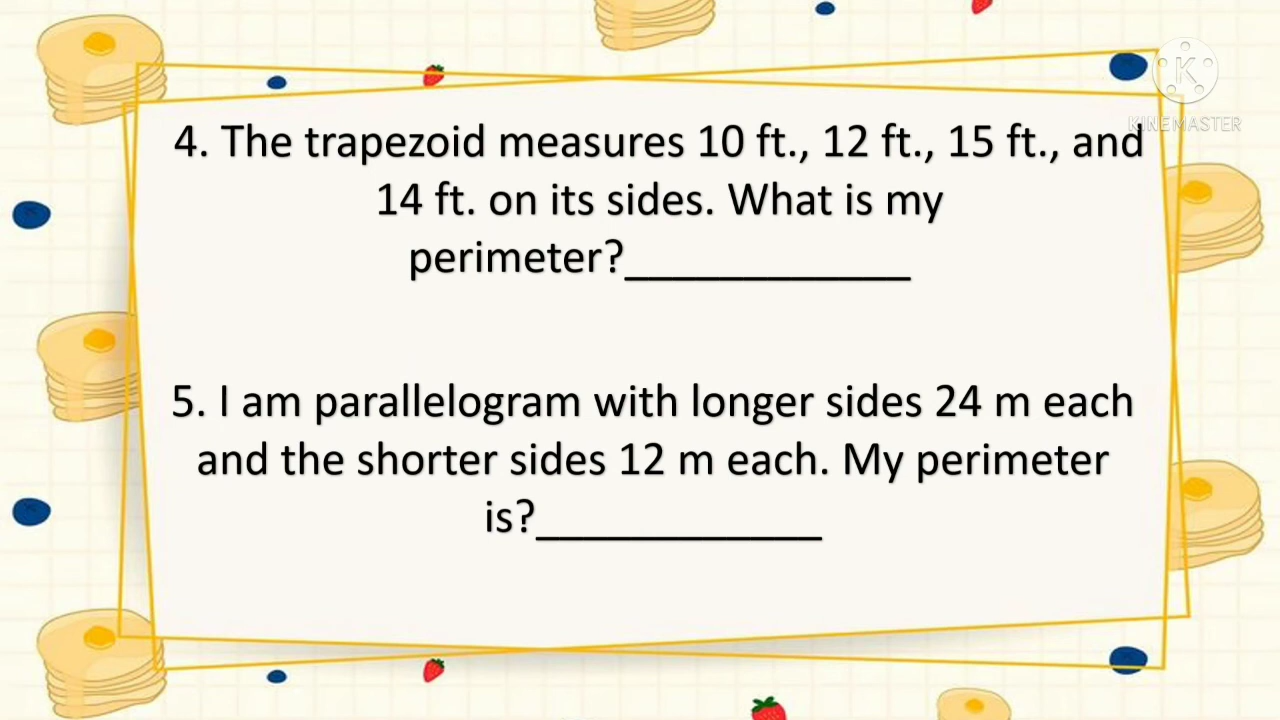 KINEMASTER
4. The trapezoid measures 10 ft., 12 ft., 15 ft., and
14 ft. on its sides. What is my
perimeter?____________
5. I am parallelogram with longer sides 24 m each
and the shorter sides 12 m each. My perimeter
is?____________